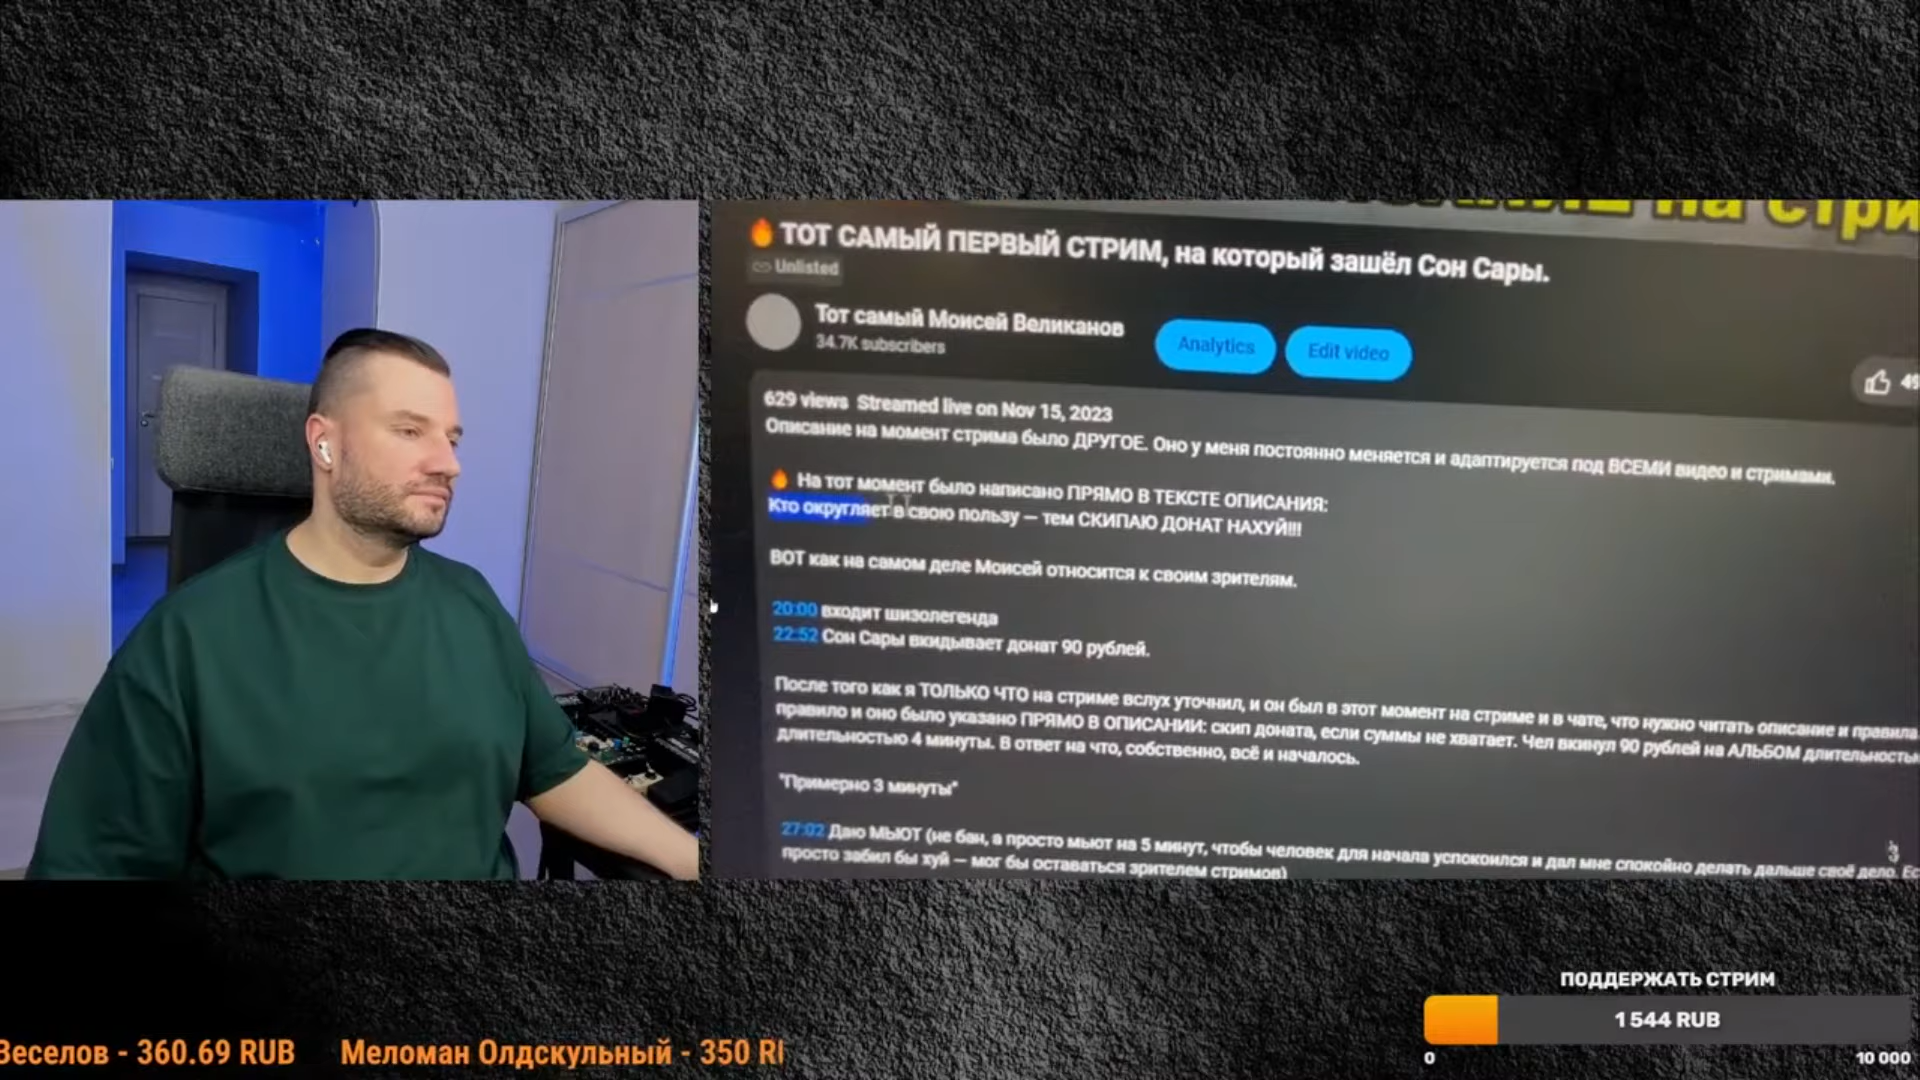 на стри
🔥ТОТ САМЫЙ ПЕРВЫЙ СТРИМ, на который зашёл Сон Сары.
Unlisted
Тот самый Моисей Великанов
34.7K subscribers
Analytics
Edit video
49
629 views Streamed live on Nov 15, 2023
Описание на момент стрима было ДРУГОЕ. Оно у меня постоянно меняется и адаптируется под ВСЕМИ видео и стримами.
🔥 На тот момент было написано ПРЯМО В ТЕКСТЕ ОПИСАНИЯ:
Кто округляет в свою пользу — тем СКИПАЮ ДОНАТ НАХУЙ!!!
ВОТ как на самом деле Моисей относится к своим зрителям.
20:00 входит шизолегенда
22:52 Сон Сары вкидывает донат 90 рублей.
После того как я ТОЛЬКО ЧТО на стриме вслух уточнил, и он был в этот момент на стриме и в чате, что нужно читать описание и правила.
правило и оно было указано ПРЯМО В ОПИСАНИИ: скип доната, если суммы не хватает. Чел вкинул 90 рублей на АЛЬБОМ длительностью
длительностью 4 минуты. В ответ на что, собственно, всё и началось.
"Примерно 3 минуты"
27:02 Даю МЬЮТ (не бан, а просто мьют на 5 минут, чтобы человек для начала успокоился и дал мне спокойно делать дальше своё дело. Ес
просто забил бы хуй — мог бы оставаться зрителем стримов)
ПОДДЕРЖАТЬ СТРИМ
1 544 RUB
0
10 000
Веселов - 360.69 RUB
Меломан Олдскульный - 350 RU